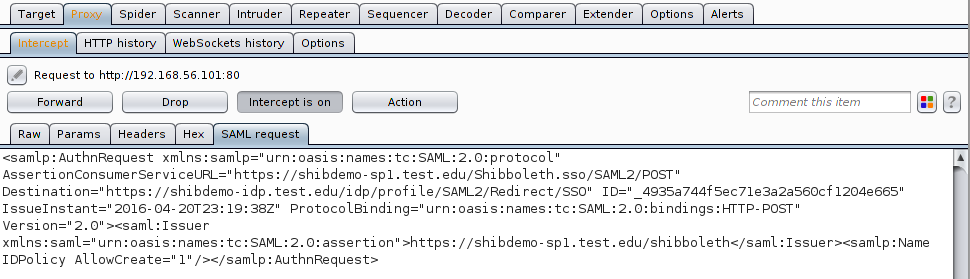 Target Proxy Spider Scanner Intruder Repeater Sequencer Decoder Comparer Extender Options Alerts
Intercept HTTP history WebSockets history Options
Request to http://192.168.56.101:80
Forward Drop Intercept is on Action Comment this item ?
Raw Params Headers Hex SAML request
<samlp:AuthnRequest xmlns:samlp="urn:oasis:names:tc:SAML:2.0:protocol"
AssertionConsumerServiceURL="https://shibdemo-sp1.test.edu/Shibboleth.sso/SAML2/POST"
Destination="https://shibdemo-idp.test.edu/idp/profile/SAML2/Redirect/SSO" ID="_4935a744f5ec71e3a2a560cf1204e665"
IssueInstant="2016-04-20T23:19:38Z" ProtocolBinding="urn:oasis:names:tc:SAML:2.0:bindings:HTTP-POST"
Version="2.0"><saml:Issuer
xmlns:saml="urn:oasis:names:tc:SAML:2.0:assertion">https://shibdemo-sp1.test.edu/shibboleth</saml:Issuer><samlp:Name
IDPolicy AllowCreate="1"/></samlp:AuthnRequest>